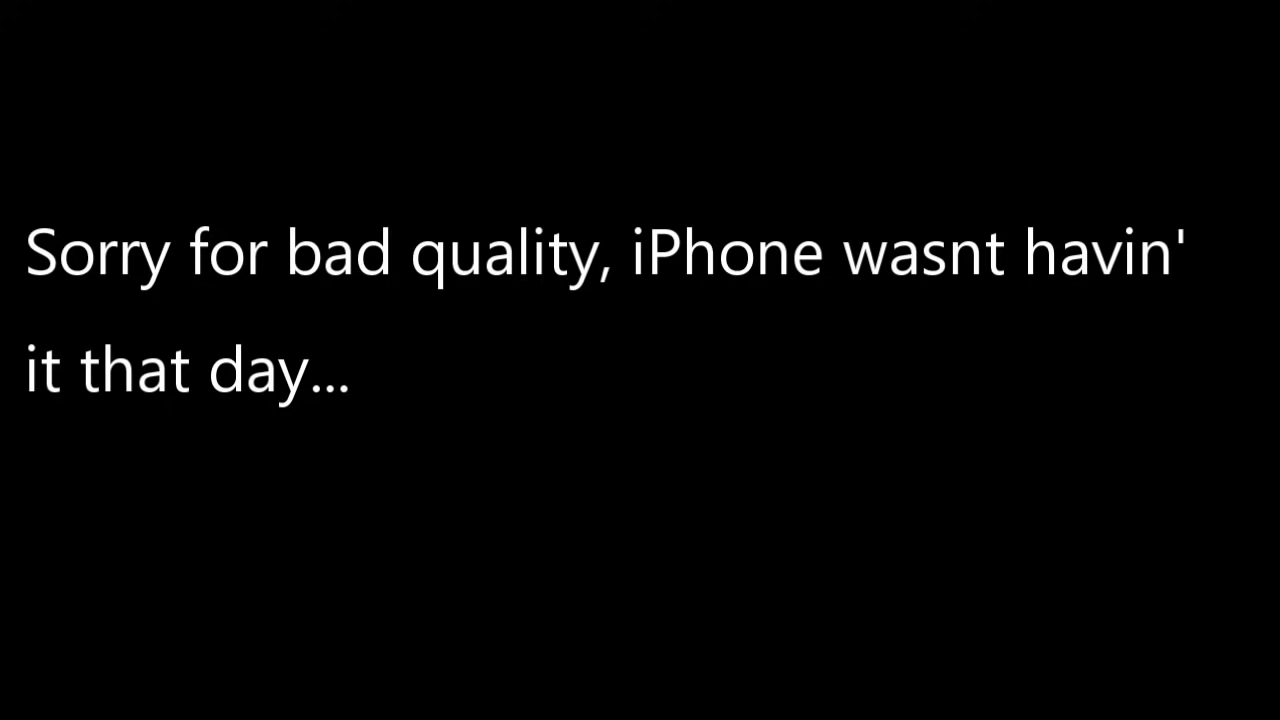 Sorry for bad quality, iPhone wasnt havin'
it that day...